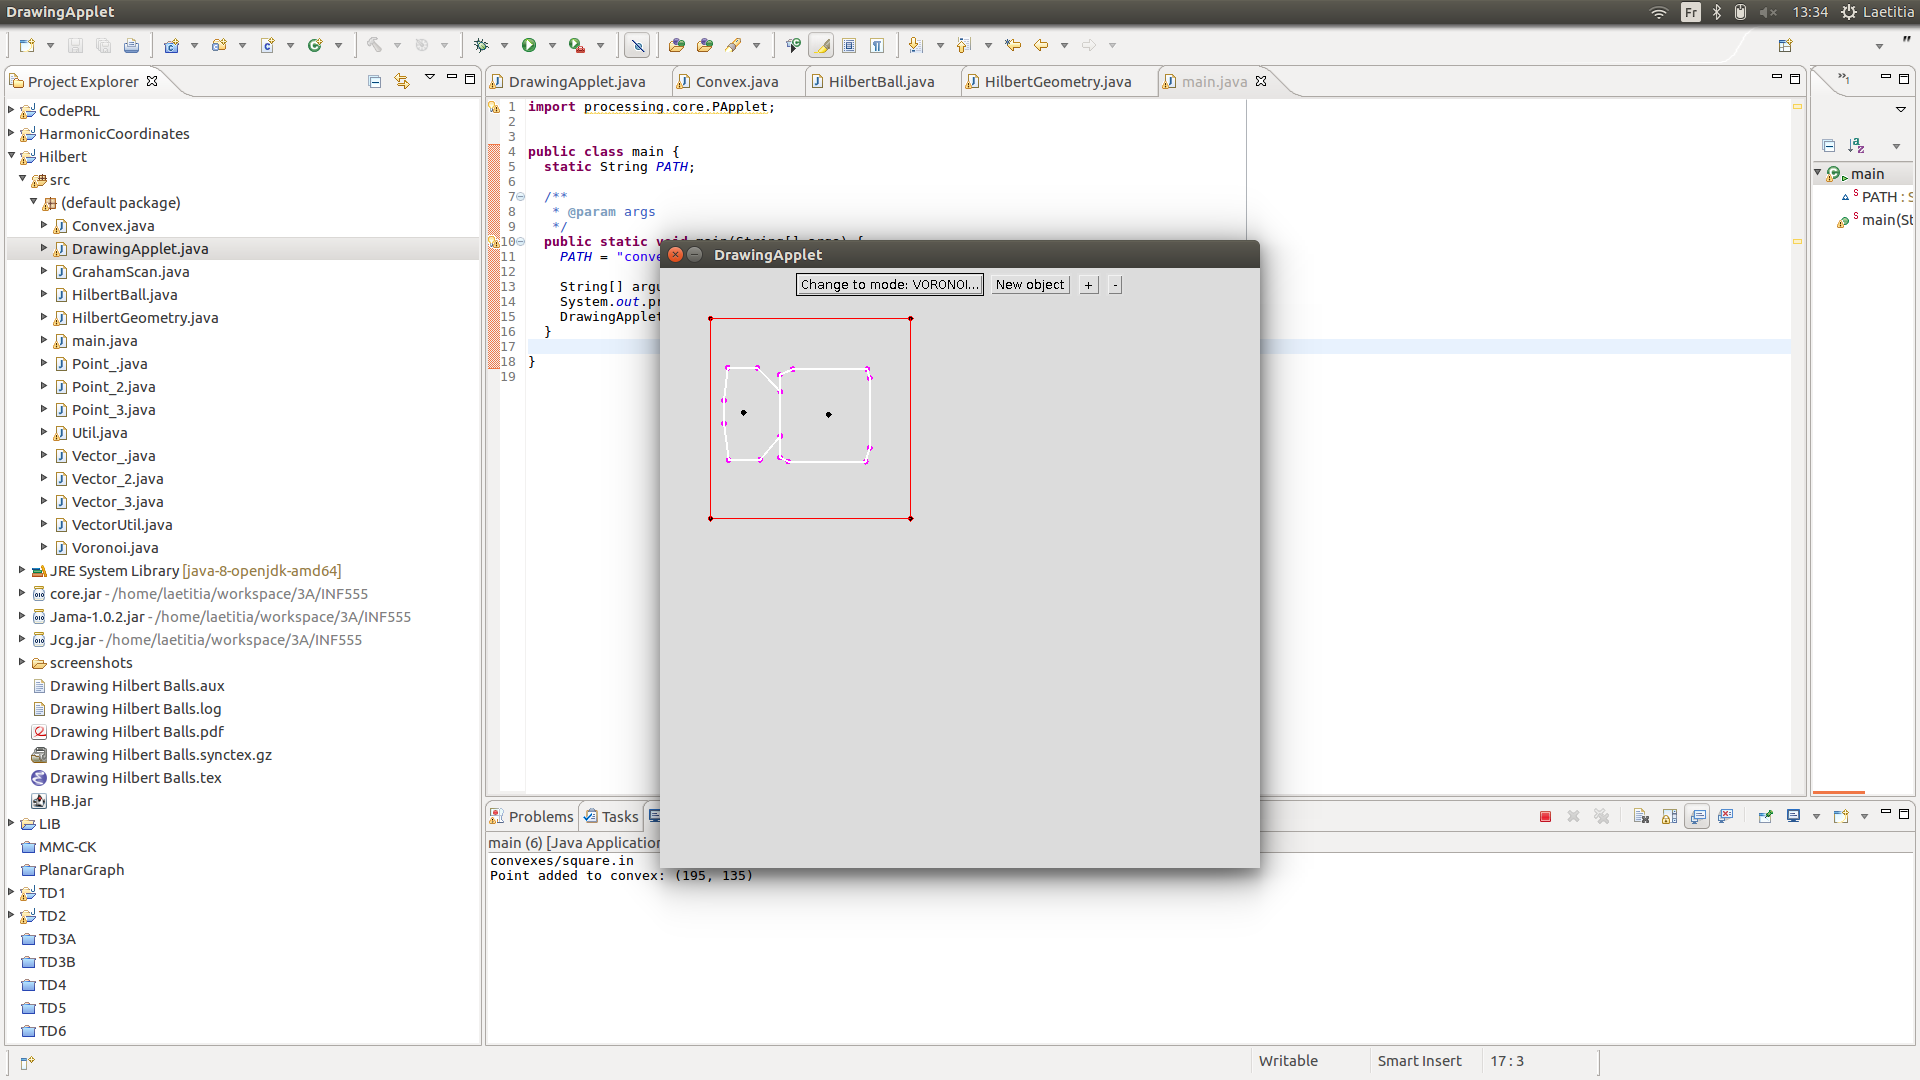 DrawingApplet
Fr
13:34
Laetitia
Project Explorer
CodePRL
HarmonicCoordinates
Hilbert
src
(default package)
Convex.java
DrawingApplet.java
GrahamScan.java
HilbertBall.java
HilbertGeometry.java
main.java
Point_.java
Point_2.java
Point_3.java
Util.java
Vector_.java
Vector_2.java
Vector_3.java
VectorUtil.java
Voronoi.java
JRE System Library [java-8-openjdk-amd64]
core.jar - /home/laetitia/workspace/3A/INF555
Jama-1.0.2.jar - /home/laetitia/workspace/3A/INF555
Jcg.jar - /home/laetitia/workspace/3A/INF555
screenshots
Drawing Hilbert Balls.aux
Drawing Hilbert Balls.log
Drawing Hilbert Balls.pdf
Drawing Hilbert Balls.synctex.gz
Drawing Hilbert Balls.tex
HB.jar
LIB
MMC-CK
PlanarGraph
TD1
TD2
TD3A
TD3B
TD4
TD5
TD6
DrawingApplet.java Convex.java HilbertBall.java HilbertGeometry.java main.java
1 import processing.core.PApplet;
2
3
4 public class main {
5 static String PATH;
6
7 /**
8 * @param args
9 */
10 public static void main(String[] args) {
11 PATH = "conve
12
13 String[] argu
14 System.out.pr
15 DrawingApplet
16 }
17
18 }
19
DrawingApplet
Change to mode: VORONOI... New object + -
main
PATH : S
main(St
Problems Tasks
main (6) [Java Application
convexes/square.in
Point added to convex: (195, 135)
Writable Smart Insert 17 : 3